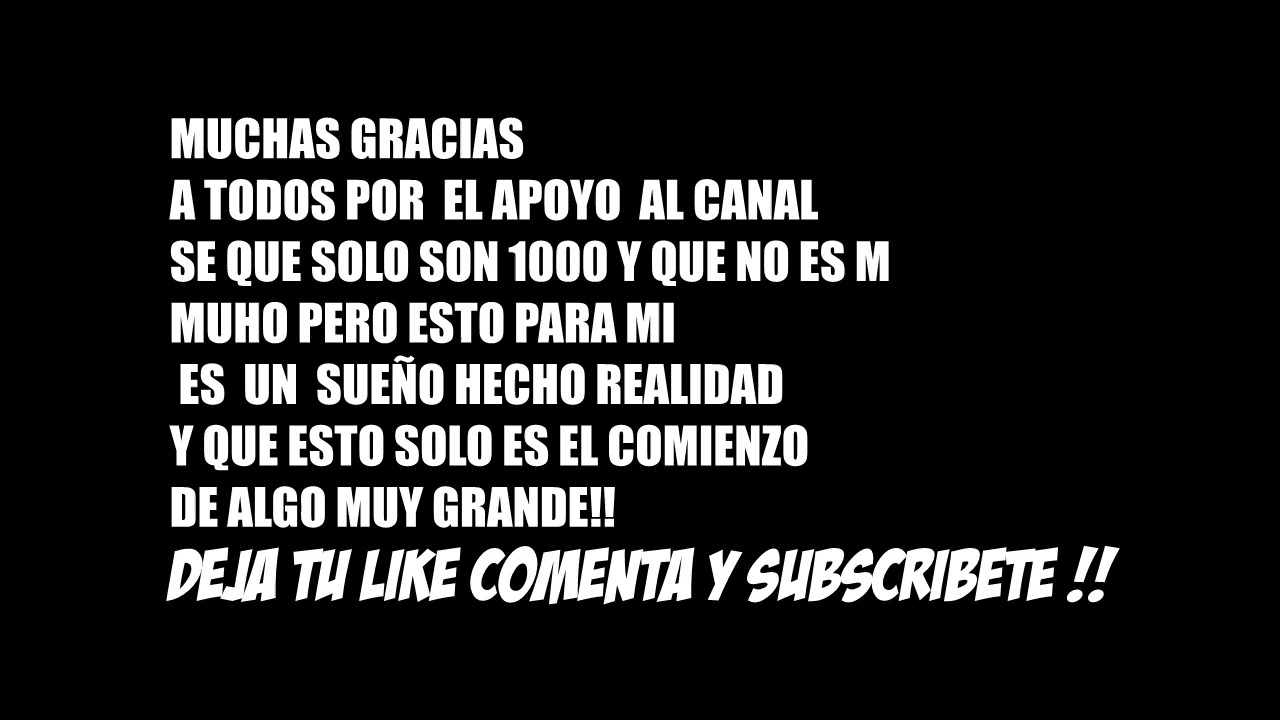 MUCHAS GRACIAS
A TODOS POR EL APOYO AL CANAL
SE QUE SOLO SON 1000 Y QUE NO ES M
MUHO PERO ESTO PARA MI
ES UN SUEÑO HECHO REALIDAD
Y QUE ESTO SOLO ES EL COMIENZO
DE ALGO MUY GRANDE!!
DEJA TU LIKE COMENTA Y SUBSCRIBETE !!